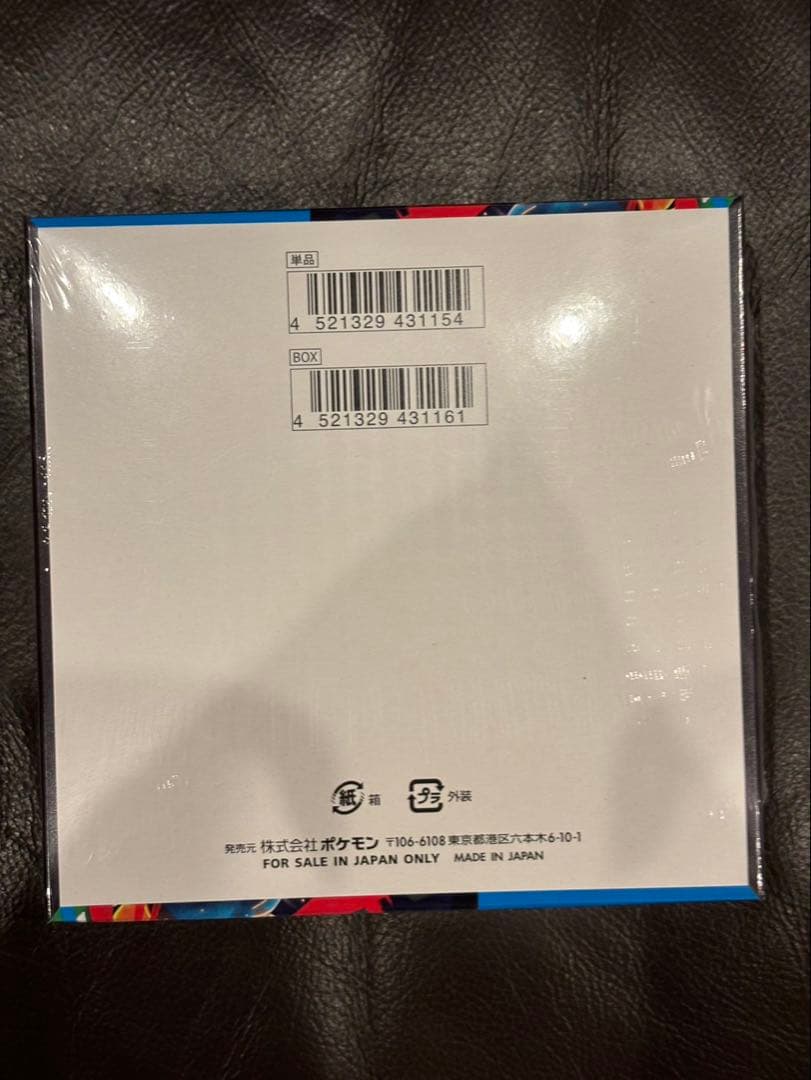 単品
4 521329 431154
BOX
4 521329 431161
紙 箱 プラ 外装
発売元 株式会社ポケモン 〒106-6108 東京都港区六本木6-10-1
FOR SALE IN JAPAN ONLY MADE IN JAPAN